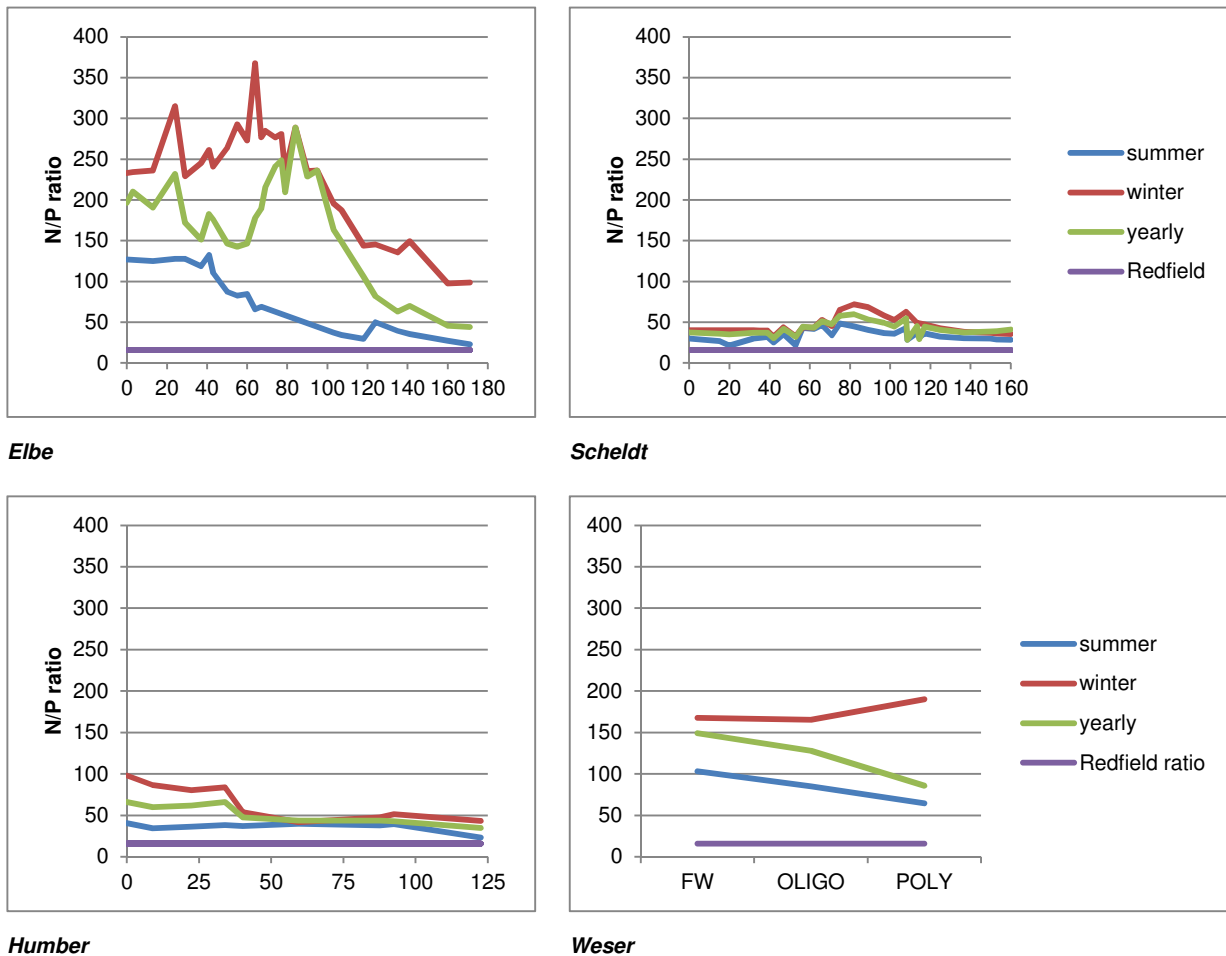 400
350
300
250
200
150
100
50
0
N/P ratio
0 20 40 60 80 100 120 140 160 180
Elbe
400
350
300
250
200
150
100
50
0
N/P ratio
0 20 40 60 80 100 120 140 160
summer
winter
yearly
Redfield
Scheldt
400
350
300
250
200
150
100
50
0
N/P ratio
0 25 50 75 100 125
Humber
400
350
300
250
200
150
100
50
0
FW OLIGO POLY
summer
winter
yearly
Redfield ratio
Weser